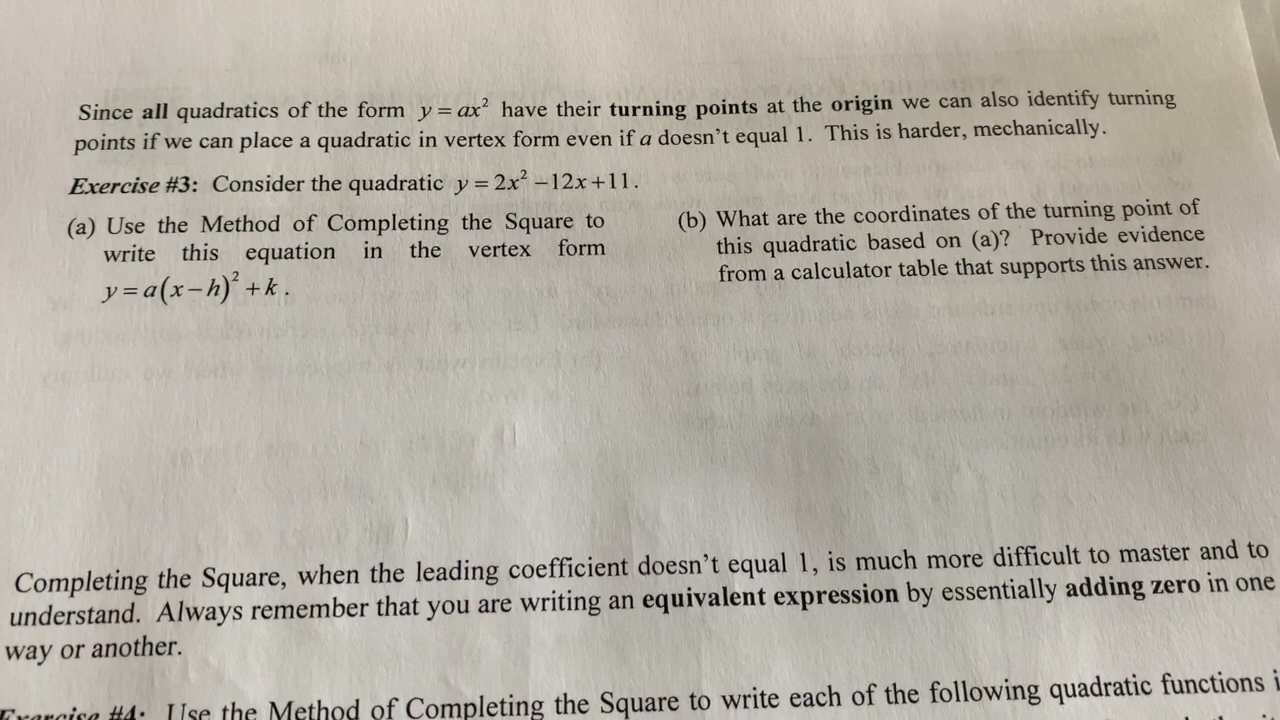 Since all quadratics of the form y = ax² have their turning points at the origin we can also identify turning
points if we can place a quadratic in vertex form even if a doesn't equal 1. This is harder, mechanically.
Exercise #3: Consider the quadratic y = 2x² −12x+11.
(a) Use the Method of Completing the Square to
write this equation in the vertex form
y = a(x−h)² + k .
(b) What are the coordinates of the turning point of
this quadratic based on (a)? Provide evidence
from a calculator table that supports this answer.
Completing the Square, when the leading coefficient doesn't equal 1, is much more difficult to master and to
understand. Always remember that you are writing an equivalent expression by essentially adding zero in one
way or another.
Exercise #4: Use the Method of Completing the Square to write each of the following quadratic functions